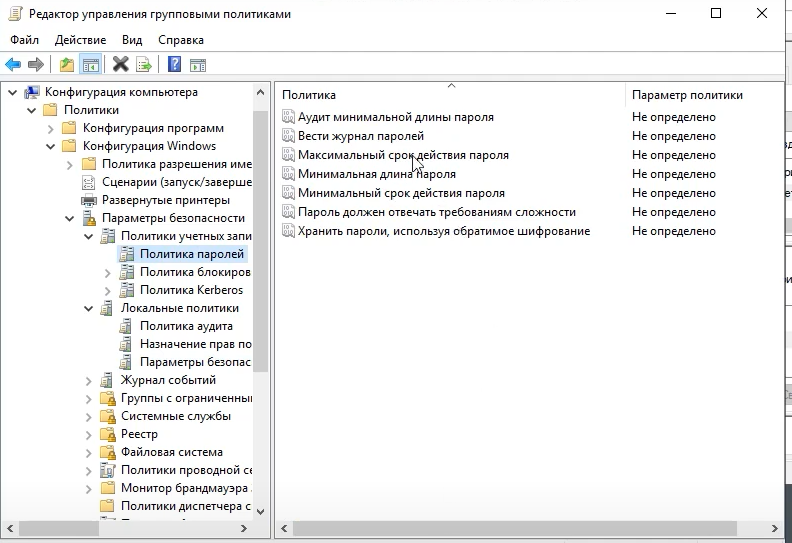 Редактор управления групповыми политиками
Файл Действие Вид Справка
Конфигурация компьютера
Политики
Конфигурация программ
Конфигурация Windows
Политика разрешения име
Сценарии (запуск/заверше
Развернутые принтеры
Параметры безопасности
Политики учетных запи
Политика паролей
Политика блокиров
Политика Kerberos
Локальные политики
Политика аудита
Назначение прав по
Параметры безопас
Журнал событий
Группы с ограниченны
Системные службы
Реестр
Файловая система
Политики проводной се
Монитор брандмауэра
Политики диспетчера с
Политика Параметр политики
Аудит минимальной длины пароля Не определено
Вести журнал паролей Не определено
Максимальный срок действия пароля Не определено
Минимальная длина пароля Не определено
Минимальный срок действия пароля Не определено
Пароль должен отвечать требованиям сложности Не определено
Хранить пароли, используя обратимое шифрование Не определено